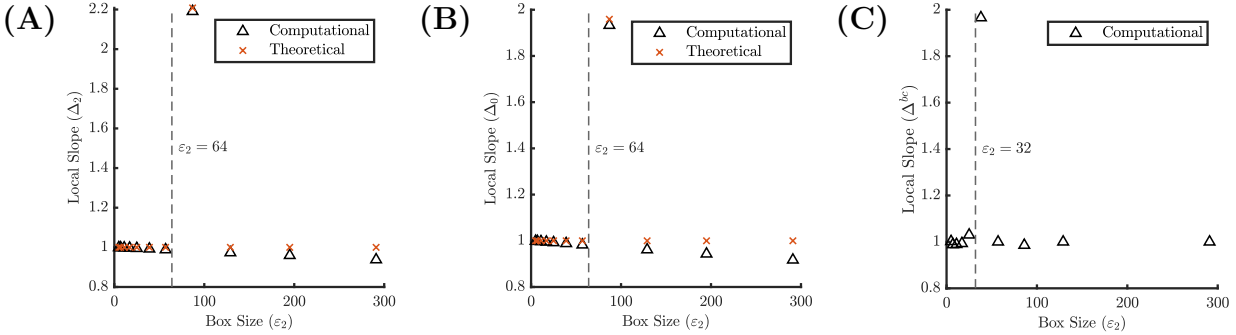 (A)
2.2
2
1.8
1.6
1.4
1.2
1
0.8
Local Slope (Δ₂)
Computational
Theoretical
ε₂ = 64
0
100
200
300
Box Size (ε₂)
(B)
2
1.8
1.6
1.4
1.2
1
0.8
Local Slope (Δ₀)
Computational
Theoretical
ε₂ = 64
0
100
200
300
Box Size (ε₂)
(C)
2
1.8
1.6
1.4
1.2
1
0.8
Local Slope (Δᵇᶜ)
Computational
ε₂ = 32
0
100
200
300
Box Size (ε₂)